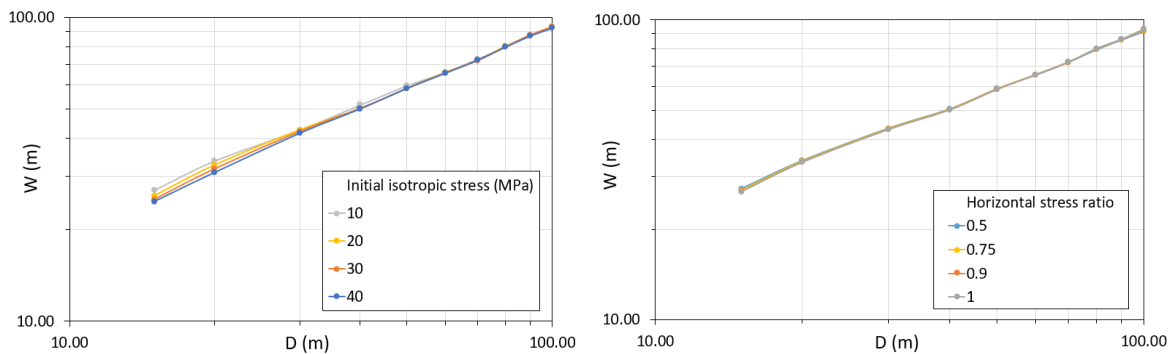 100.00
W (m)
10.00
10.00
D (m)
100.00
Initial isotropic stress (MPa)
10
20
30
40
100.00
W (m)
10.00
10.00
D (m)
100.00
Horizontal stress ratio
0.5
0.75
0.9
1